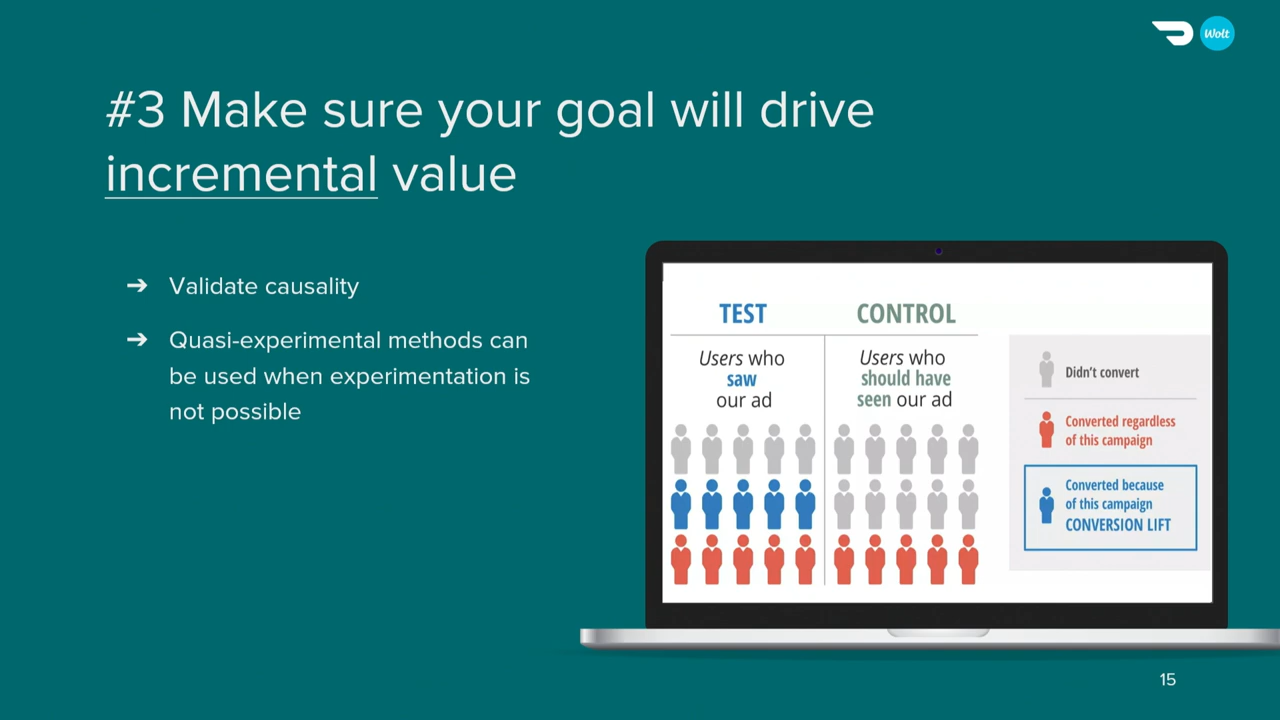 Wolt
#3 Make sure your goal will drive
incremental value
➔ Validate causality
➔ Quasi-experimental methods can
be used when experimentation is
not possible
TEST
Users who
saw
our ad
CONTROL
Users who
should have
seen our ad
Didn't convert
Converted regardless
of this campaign
Converted because
of this campaign
CONVERSION LIFT
15